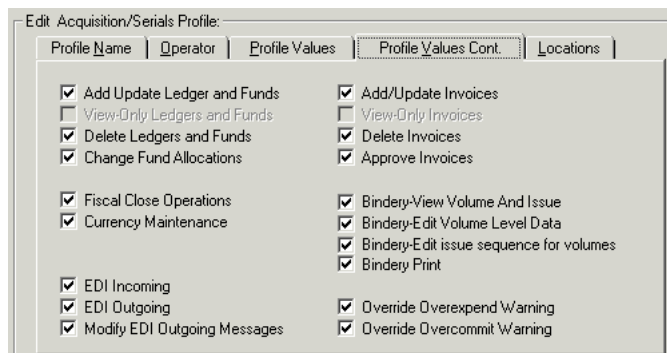 Edit Acquisition/Serials Profile:
Profile Name Operator Profile Values Profile Values Cont. Locations
Add Update Ledger and Funds Add/Update Invoices
View-Only Ledgers and Funds View-Only Invoices
Delete Ledgers and Funds Delete Invoices
Change Fund Allocations Approve Invoices
Fiscal Close Operations Bindery-View Volume And Issue
Currency Maintenance Bindery-Edit Volume Level Data
Bindery-Edit issue sequence for volumes
Bindery Print
EDI Incoming
EDI Outgoing Override Overexpend Warning
Modify EDI Outgoing Messages Override Overcommit Warning